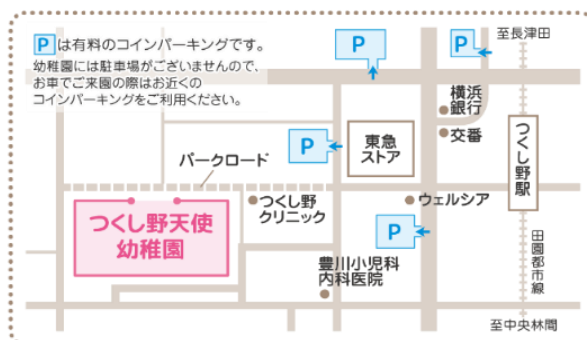 Pは有料のコインパーキングです。
幼稚園には駐車場がございませんので、
お車でご来園の際はお近くの
コインパーキングをご利用ください。
P
P
至長津田
横浜
銀行
交番
つくし野駅
東急
ストア
P
パークロード
つくし野
クリニック
ウェルシア
つくし野天使
幼稚園
P
豊川小児科
内科医院
田園都市線
至中央林間